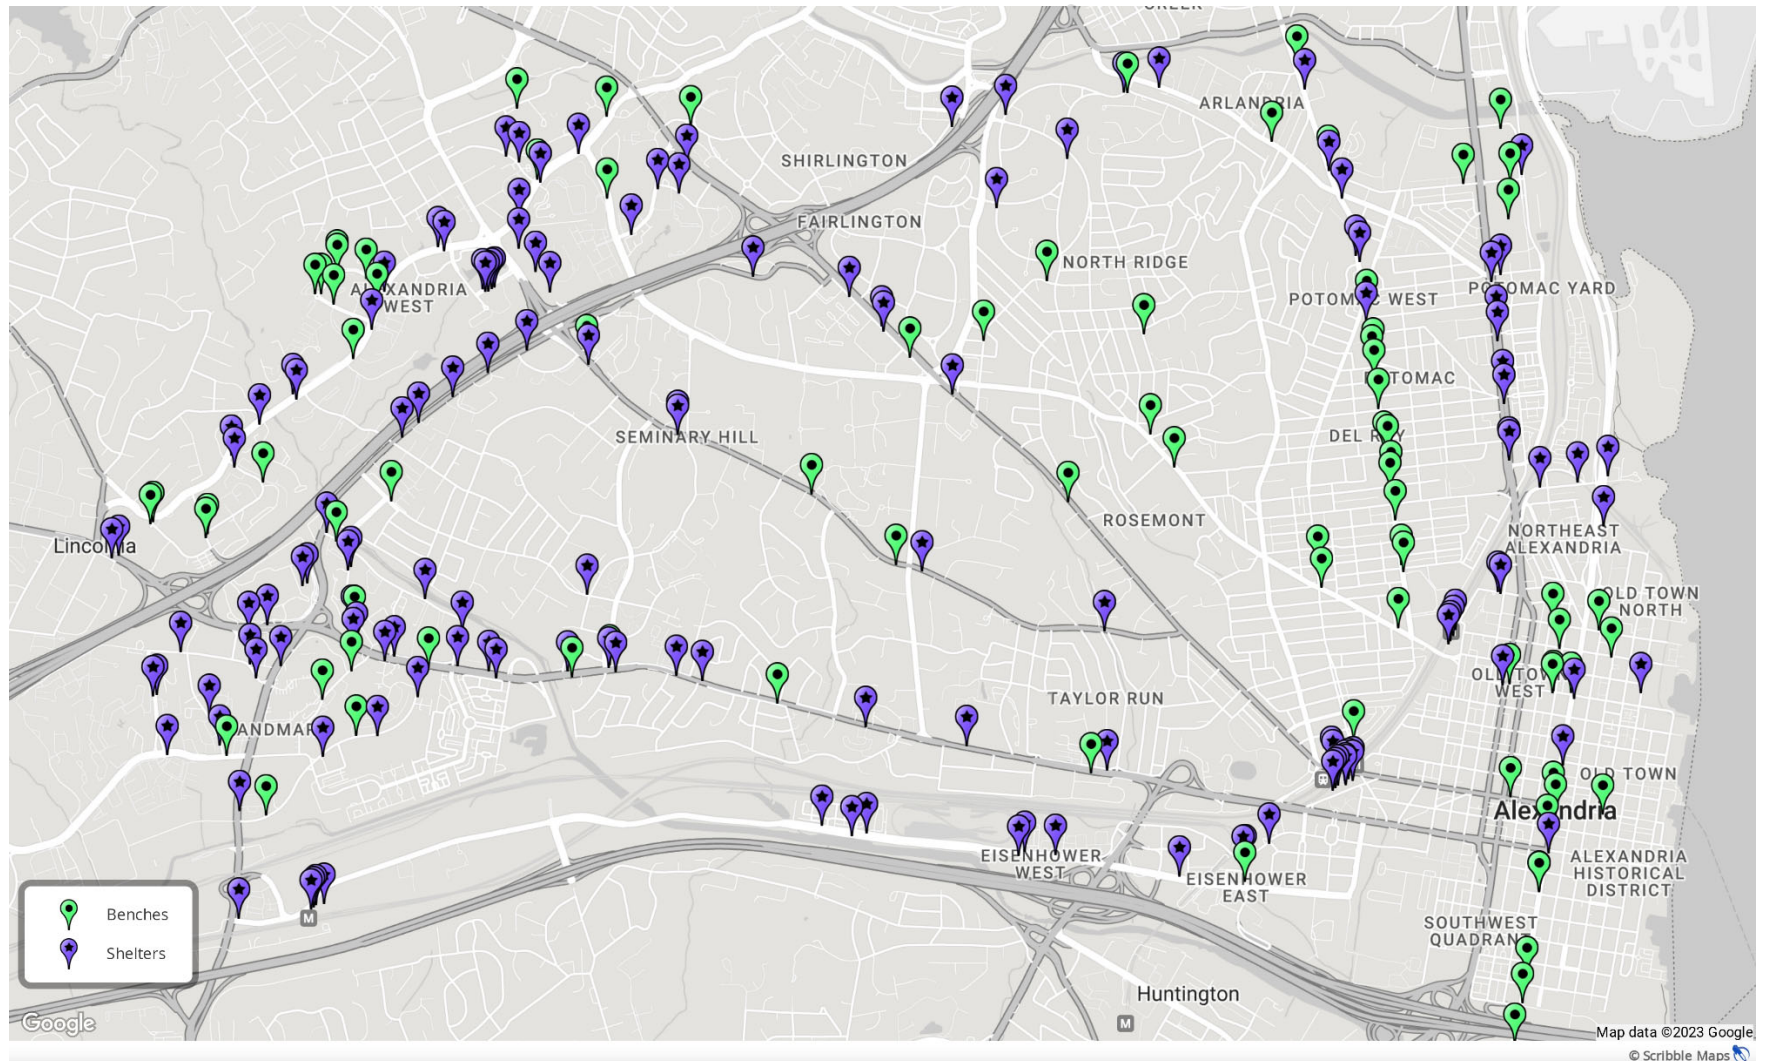 CREEK
ARLANDRIA
SHIRLINGTON
FAIRLINGTON
NORTH RIDGE
WEST
POTOMAC YARD
SEMINARY HILL
ROSEMONT
NORTHEAST
ALEXANDRIA
OLD TOWN
NORTH
WEST
TAYLOR RUN
OLD TOWN
Alexandria
EISENHOWER
WEST
EISENHOWER
EAST
ALEXANDRIA
HISTORICAL
DISTRICT
SOUTHWEST
QUADRANT
Huntington
M
M
Benches
Shelters
Google
Map data ©2023 Google
© Scribble Maps